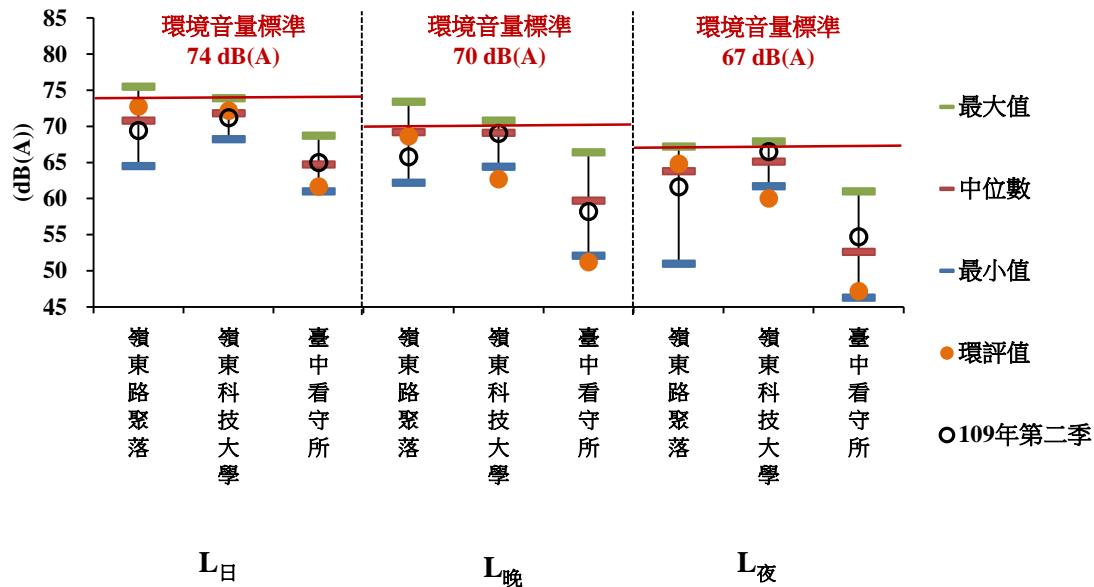 (dB(A))
85
80
75
70
65
60
55
50
45
環境音量標準
74 dB(A)
環境音量標準
70 dB(A)
環境音量標準
67 dB(A)
嶺東路聚落
嶺東科技大學
臺中看守所
嶺東路聚落
嶺東科技大學
臺中看守所
嶺東路聚落
嶺東科技大學
臺中看守所
L日
L晚
L夜
最大值
中位數
最小值
環評值
109年第二季